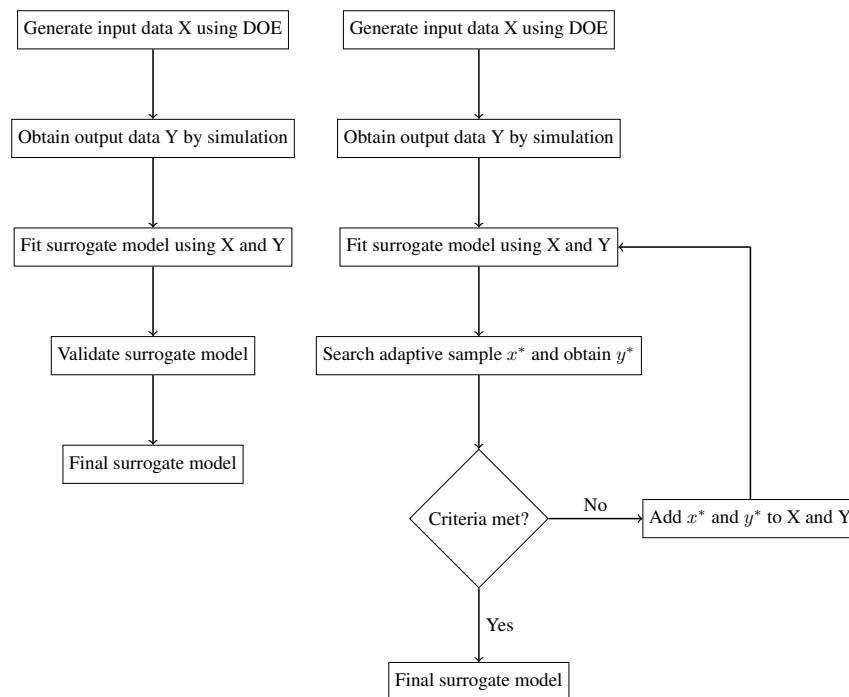 Generate input data X using DOE
Obtain output data Y by simulation
Fit surrogate model using X and Y
Validate surrogate model
Final surrogate model
Generate input data X using DOE
Obtain output data Y by simulation
Fit surrogate model using X and Y
Search adaptive sample x* and obtain y*
Criteria met?
No
Add x* and y* to X and Y
Yes
Final surrogate model